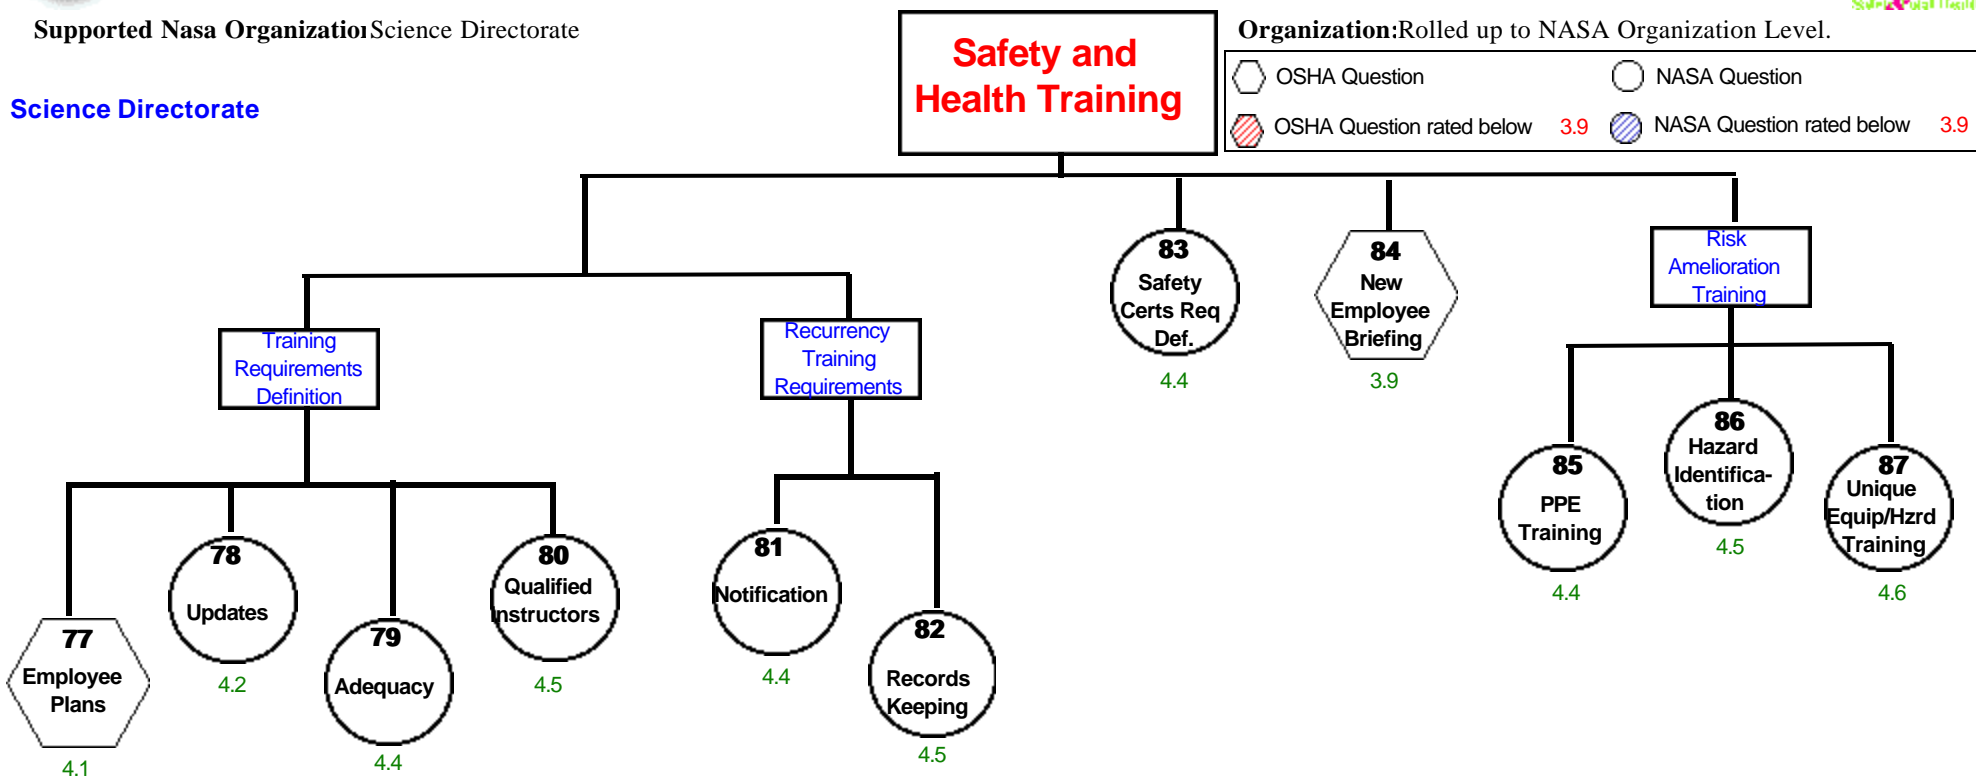 Supported Nasa Organization Science Directorate
Organization:Rolled up to NASA Organization Level.
Safety and
Health Training
OSHA Question
NASA Question
OSHA Question rated below 3.9
NASA Question rated below 3.9
Science Directorate
83
Safety
Certs Req
Def.
4.4
84
New
Employee
Briefing
3.9
Risk
Amelioration
Training
Training
Requirements
Definition
Recurrency
Training
Requirements
77
Employee
Plans
4.1
78
Updates
4.2
79
Adequacy
4.4
80
Qualified
Instructors
4.5
81
Notification
4.4
82
Records
Keeping
4.5
85
PPE
Training
4.4
86
Hazard
Identifica-
tion
4.5
87
Unique
Equip/Hzrd
Training
4.6